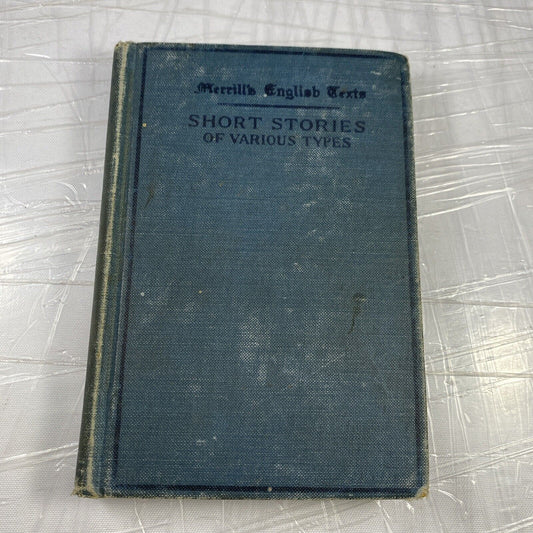 Merrill's English Texts
SHORT STORIES
OF VARIOUS TYPES